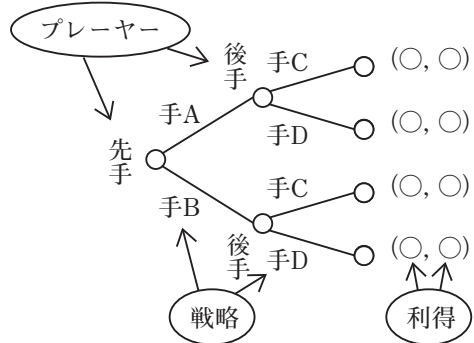 プレーヤー
後手
手C
(○, ○)
手A
手D
(○, ○)
先手
手B
手C
(○, ○)
後手
手D
(○, ○)
戦略
利得